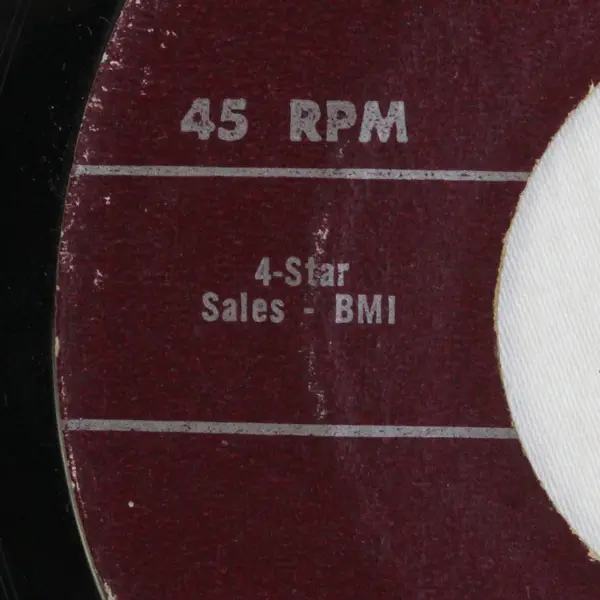 45 RPM
4-Star
Sales - BMI